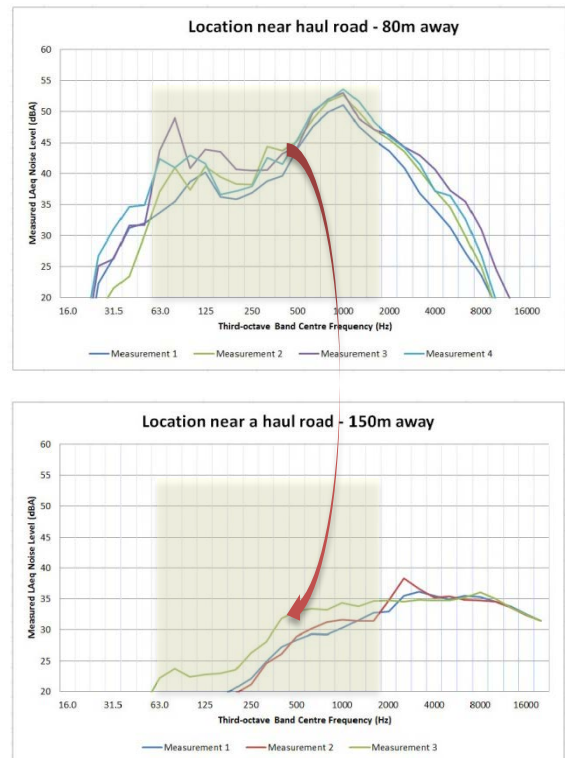 Location near haul road - 80m away
Measured LAeq Noise Level (dBA)
60
55
50
45
40
35
30
25
20
16.0 31.5 63.0 125 250 500 1000 2000 4000 8000 16000
Third-octave Band Centre Frequency (Hz)
Measurement 1 Measurement 2 Measurement 3 Measurement 4
Location near a haul road - 150m away
Measured LAeq Noise Level (dBA)
60
55
50
45
40
35
30
25
20
16.0 31.5 63.0 125 250 500 1000 2000 4000 8000 16000
Third-octave Band Centre Frequency (Hz)
Measurement 1 Measurement 2 Measurement 3